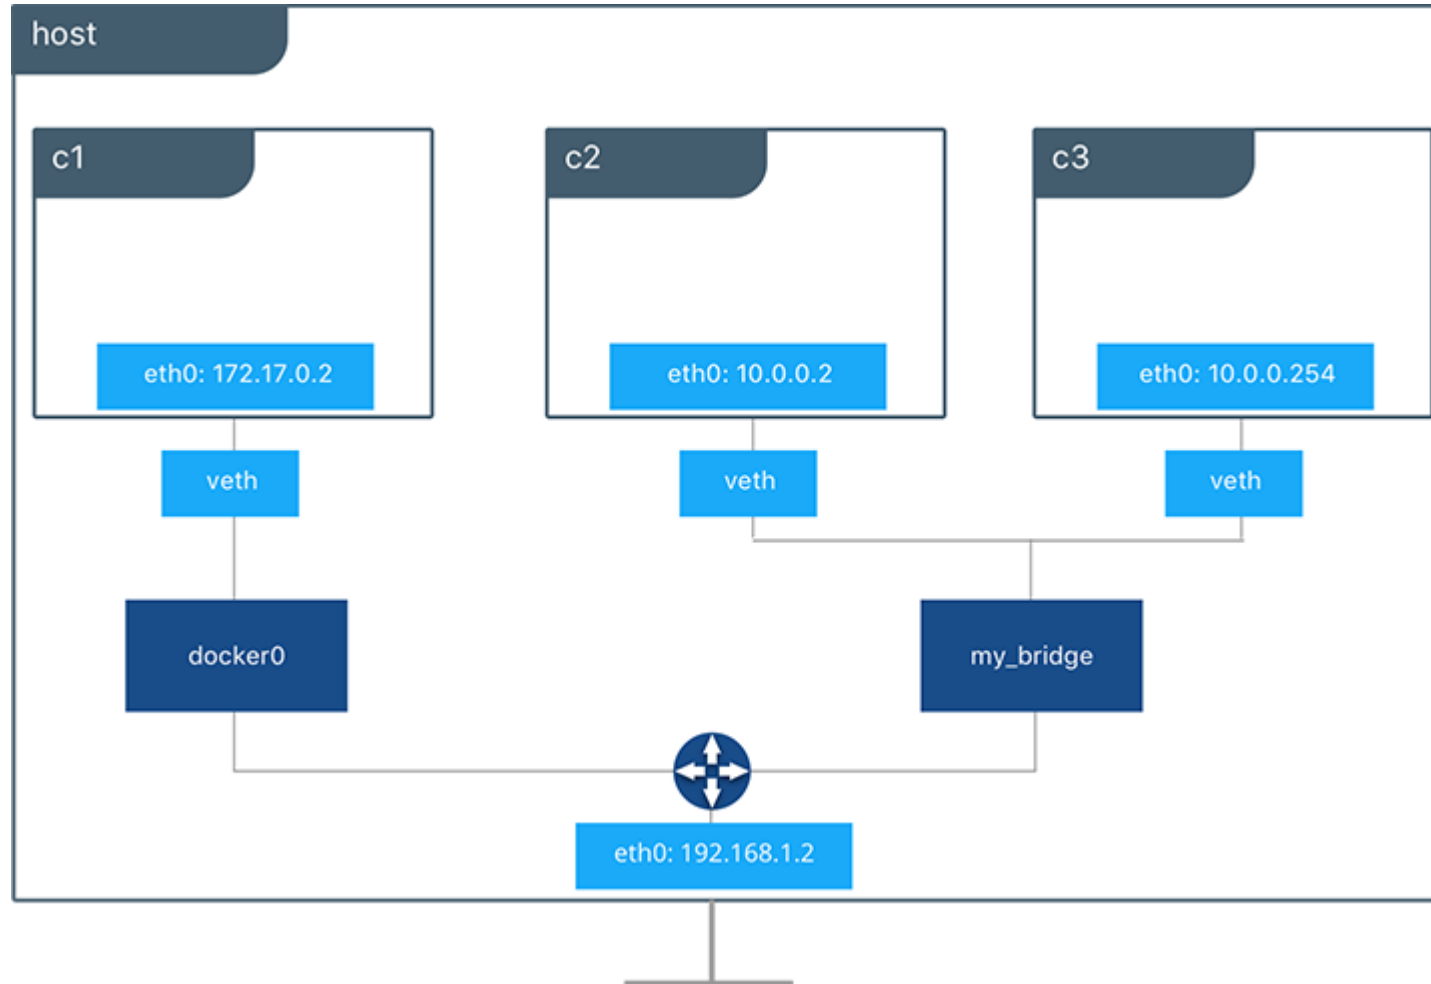 host
c1
c2
c3
eth0: 172.17.0.2
eth0: 10.0.0.2
eth0: 10.0.0.254
veth
veth
veth
docker0
my_bridge
eth0: 192.168.1.2